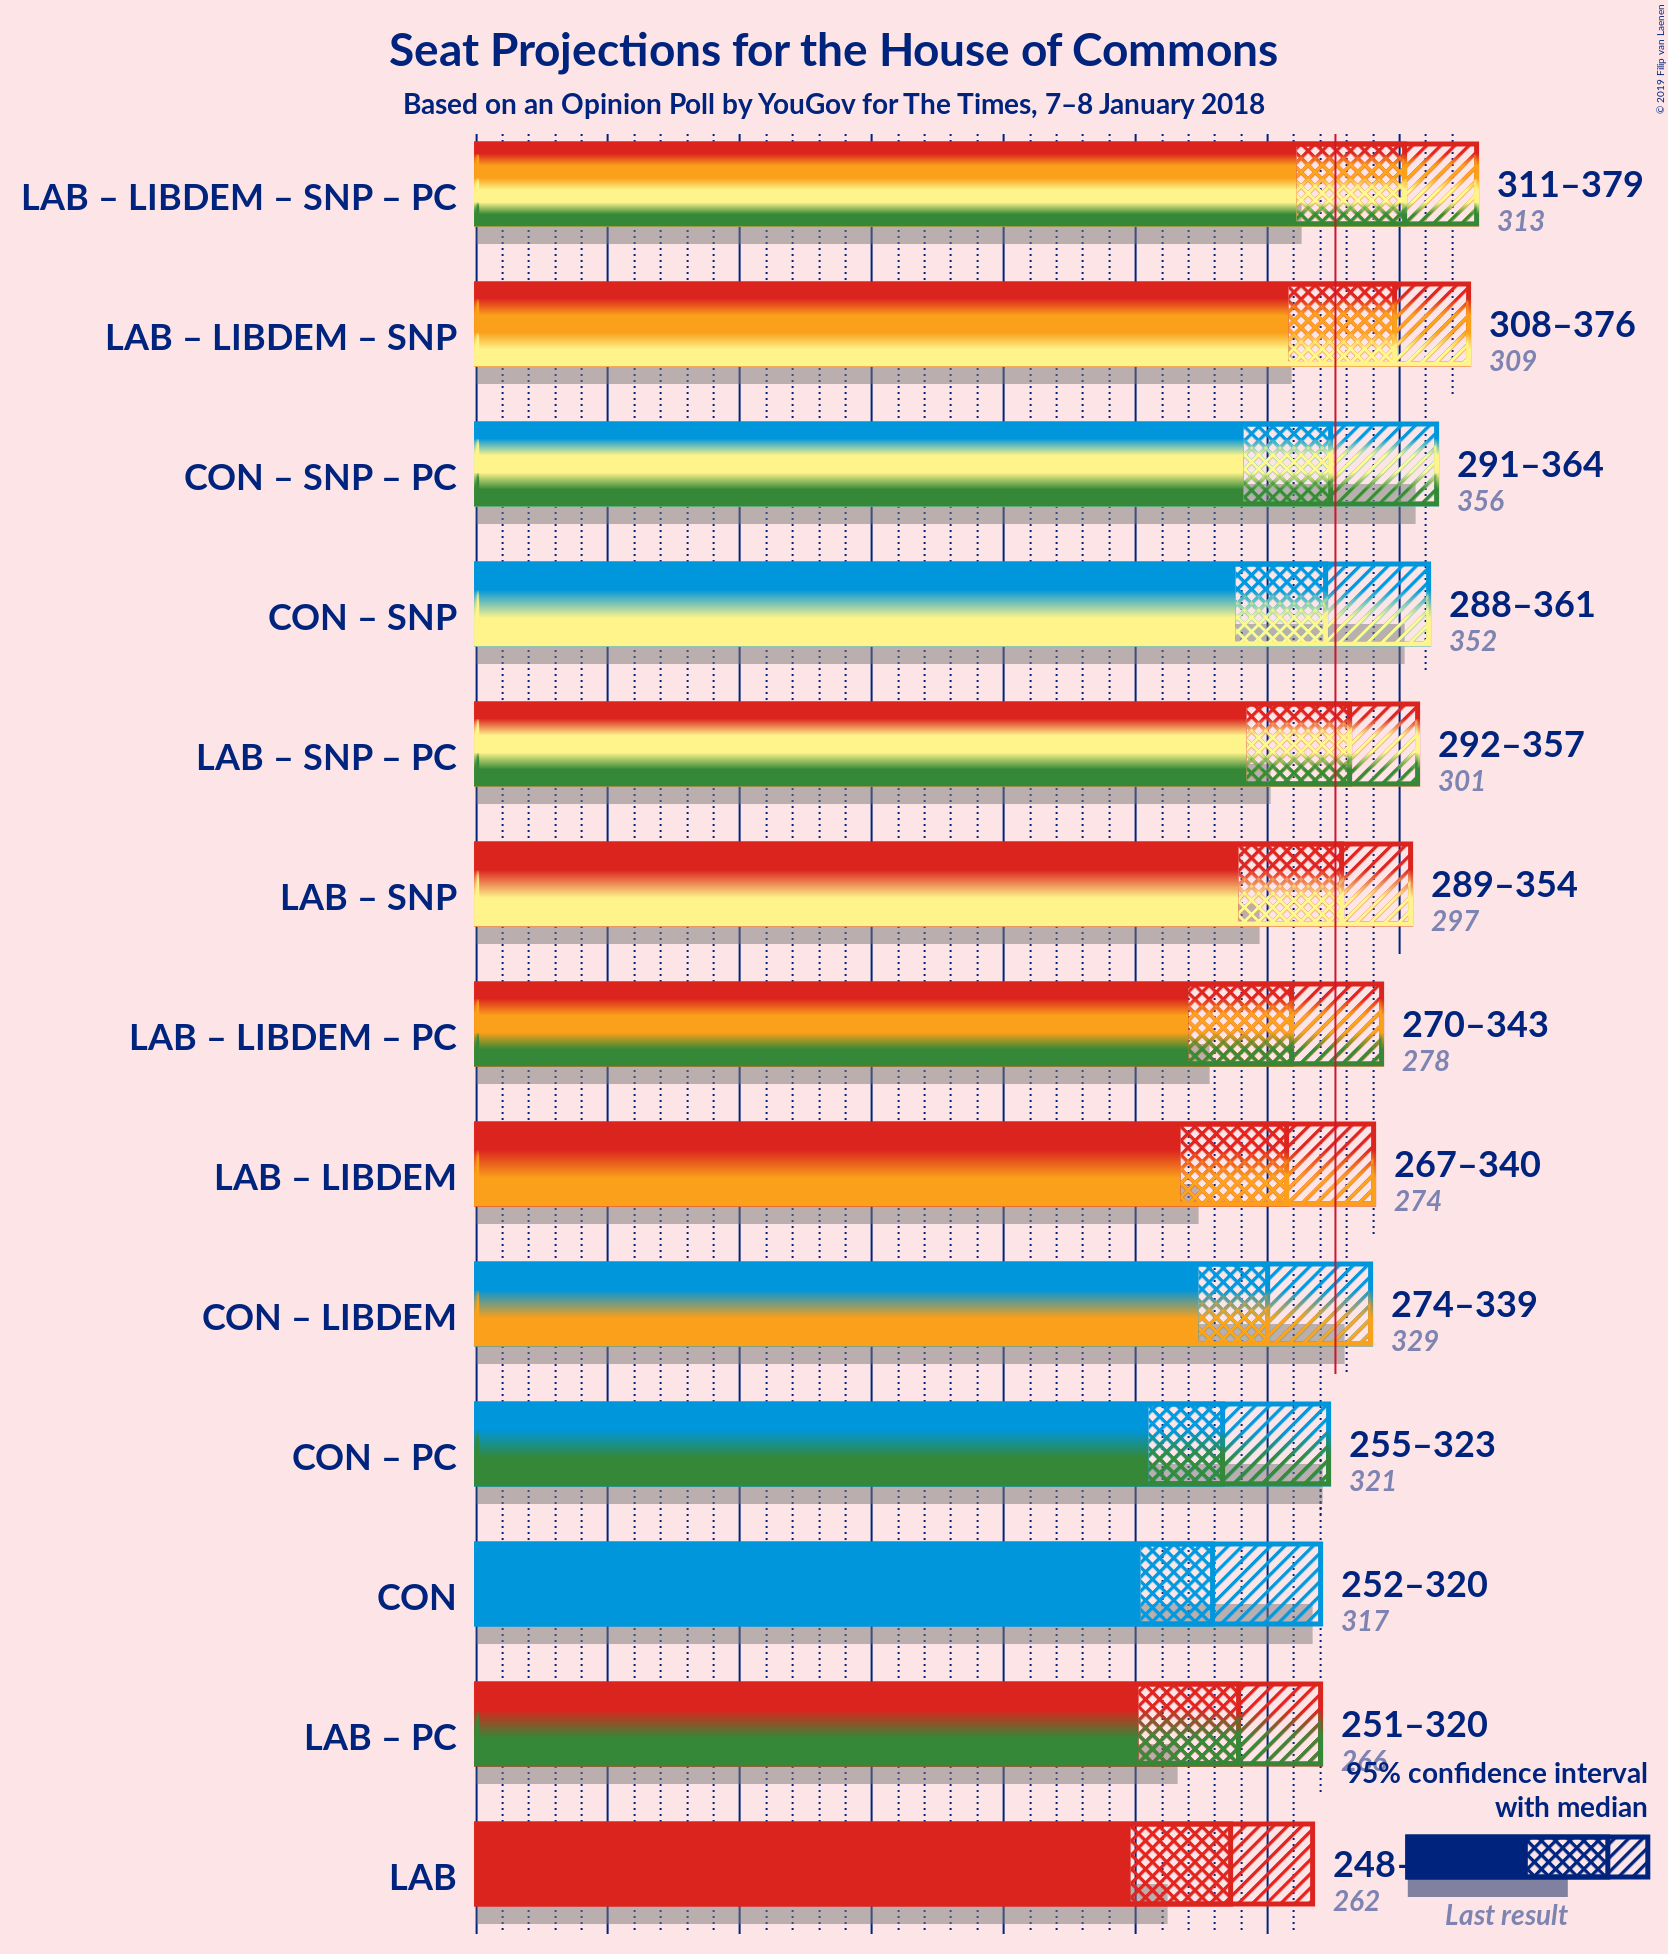 Seat Projections for the House of Commons
Based on an Opinion Poll by YouGov for The Times, 7–8 January 2018
© 2019 Filip van Laenen
LAB – LIBDEM – SNP – PC
311–379
313
LAB – LIBDEM – SNP
308–376
309
CON – SNP – PC
291–364
356
CON – SNP
288–361
352
LAB – SNP – PC
292–357
301
LAB – SNP
289–354
297
LAB – LIBDEM – PC
270–343
278
LAB – LIBDEM
267–340
274
CON – LIBDEM
274–339
329
CON – PC
255–323
321
CON
252–320
317
LAB – PC
251–320
266
95% confidence interval
with median
LAB
248–
262
Last result